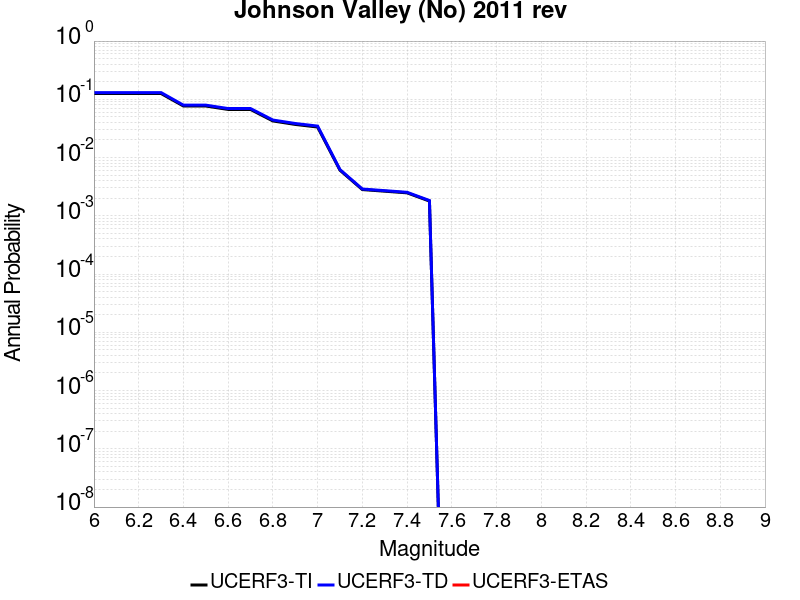 Johnson Valley (No) 2011 rev
Annual Probability
10^0
10^-1
10^-2
10^-3
10^-4
10^-5
10^-6
10^-7
10^-8
6 6.2 6.4 6.6 6.8 7 7.2 7.4 7.6 7.8 8 8.2 8.4 8.6 8.8 9
Magnitude
UCERF3-TI UCERF3-TD UCERF3-ETAS